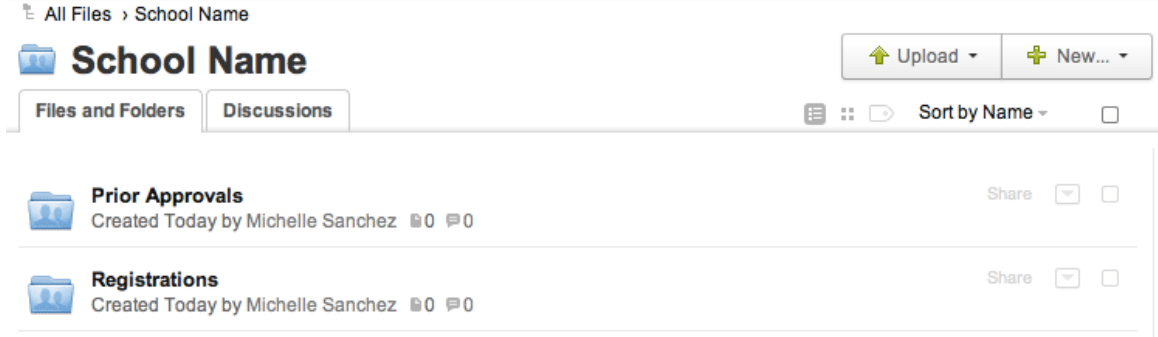 All Files › School Name
School Name
Upload
New...
Files and Folders
Discussions
Sort by Name
Prior Approvals
Share
Created Today by Michelle Sanchez 0 0
Registrations
Share
Created Today by Michelle Sanchez 0 0